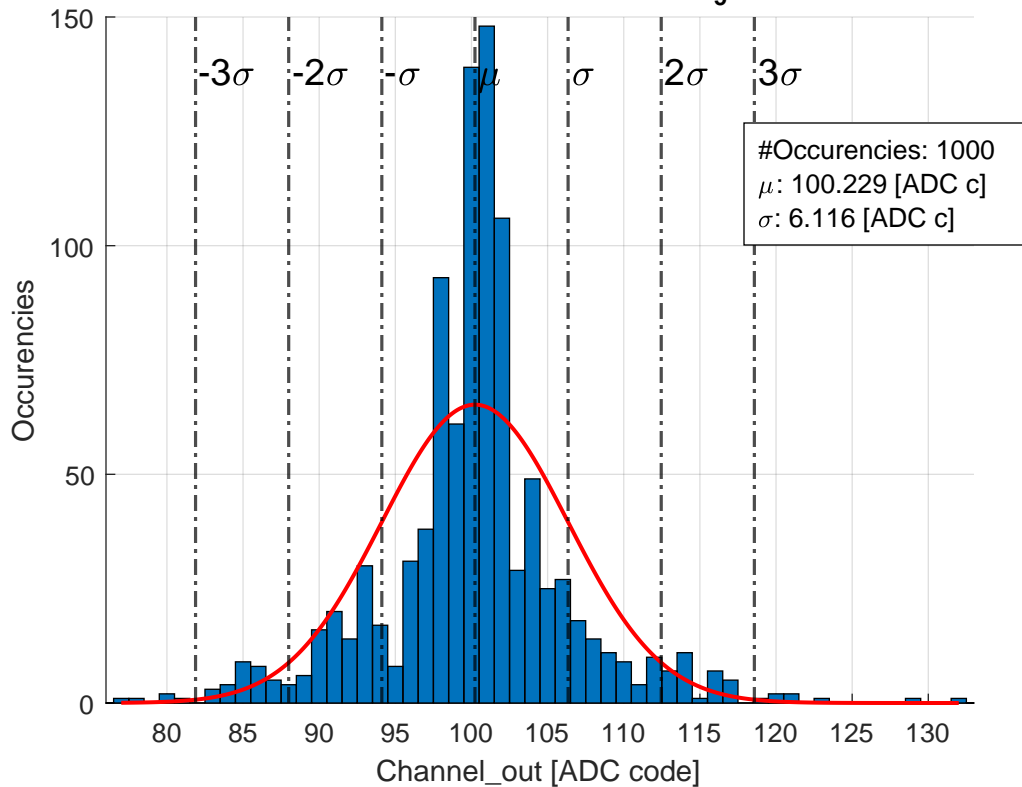 150
100
50
0
-3σ -2σ -σ μ σ 2σ 3σ
#Occurencies: 1000
μ: 100.229 [ADC c]
σ: 6.116 [ADC c]
Occurencies
80 85 90 95 100 105 110 115 120 125 130
Channel_out [ADC code]